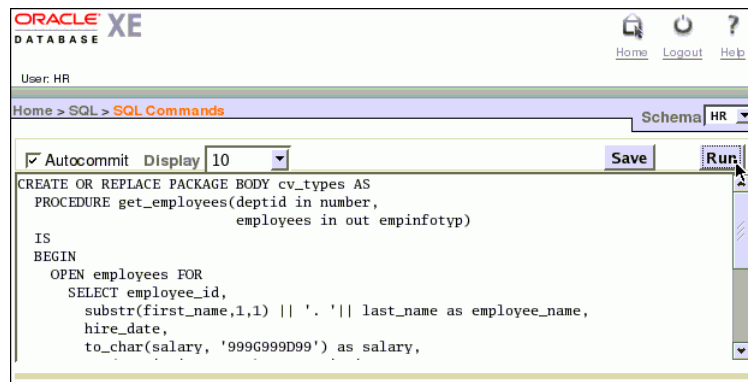 ORACLE XE
DATABASE
Home Logout Help
User: HR
Home > SQL > SQL Commands
Schema HR
Autocommit Display 10 Save Run
CREATE OR REPLACE PACKAGE BODY cv_types AS
PROCEDURE get_employees(deptid in number,
employees in out empinfotyp)
IS
BEGIN
OPEN employees FOR
SELECT employee_id,
substr(first_name,1,1) || '. '|| last_name as employee_name,
hire_date,
to_char(salary, '999G999D99') as salary,